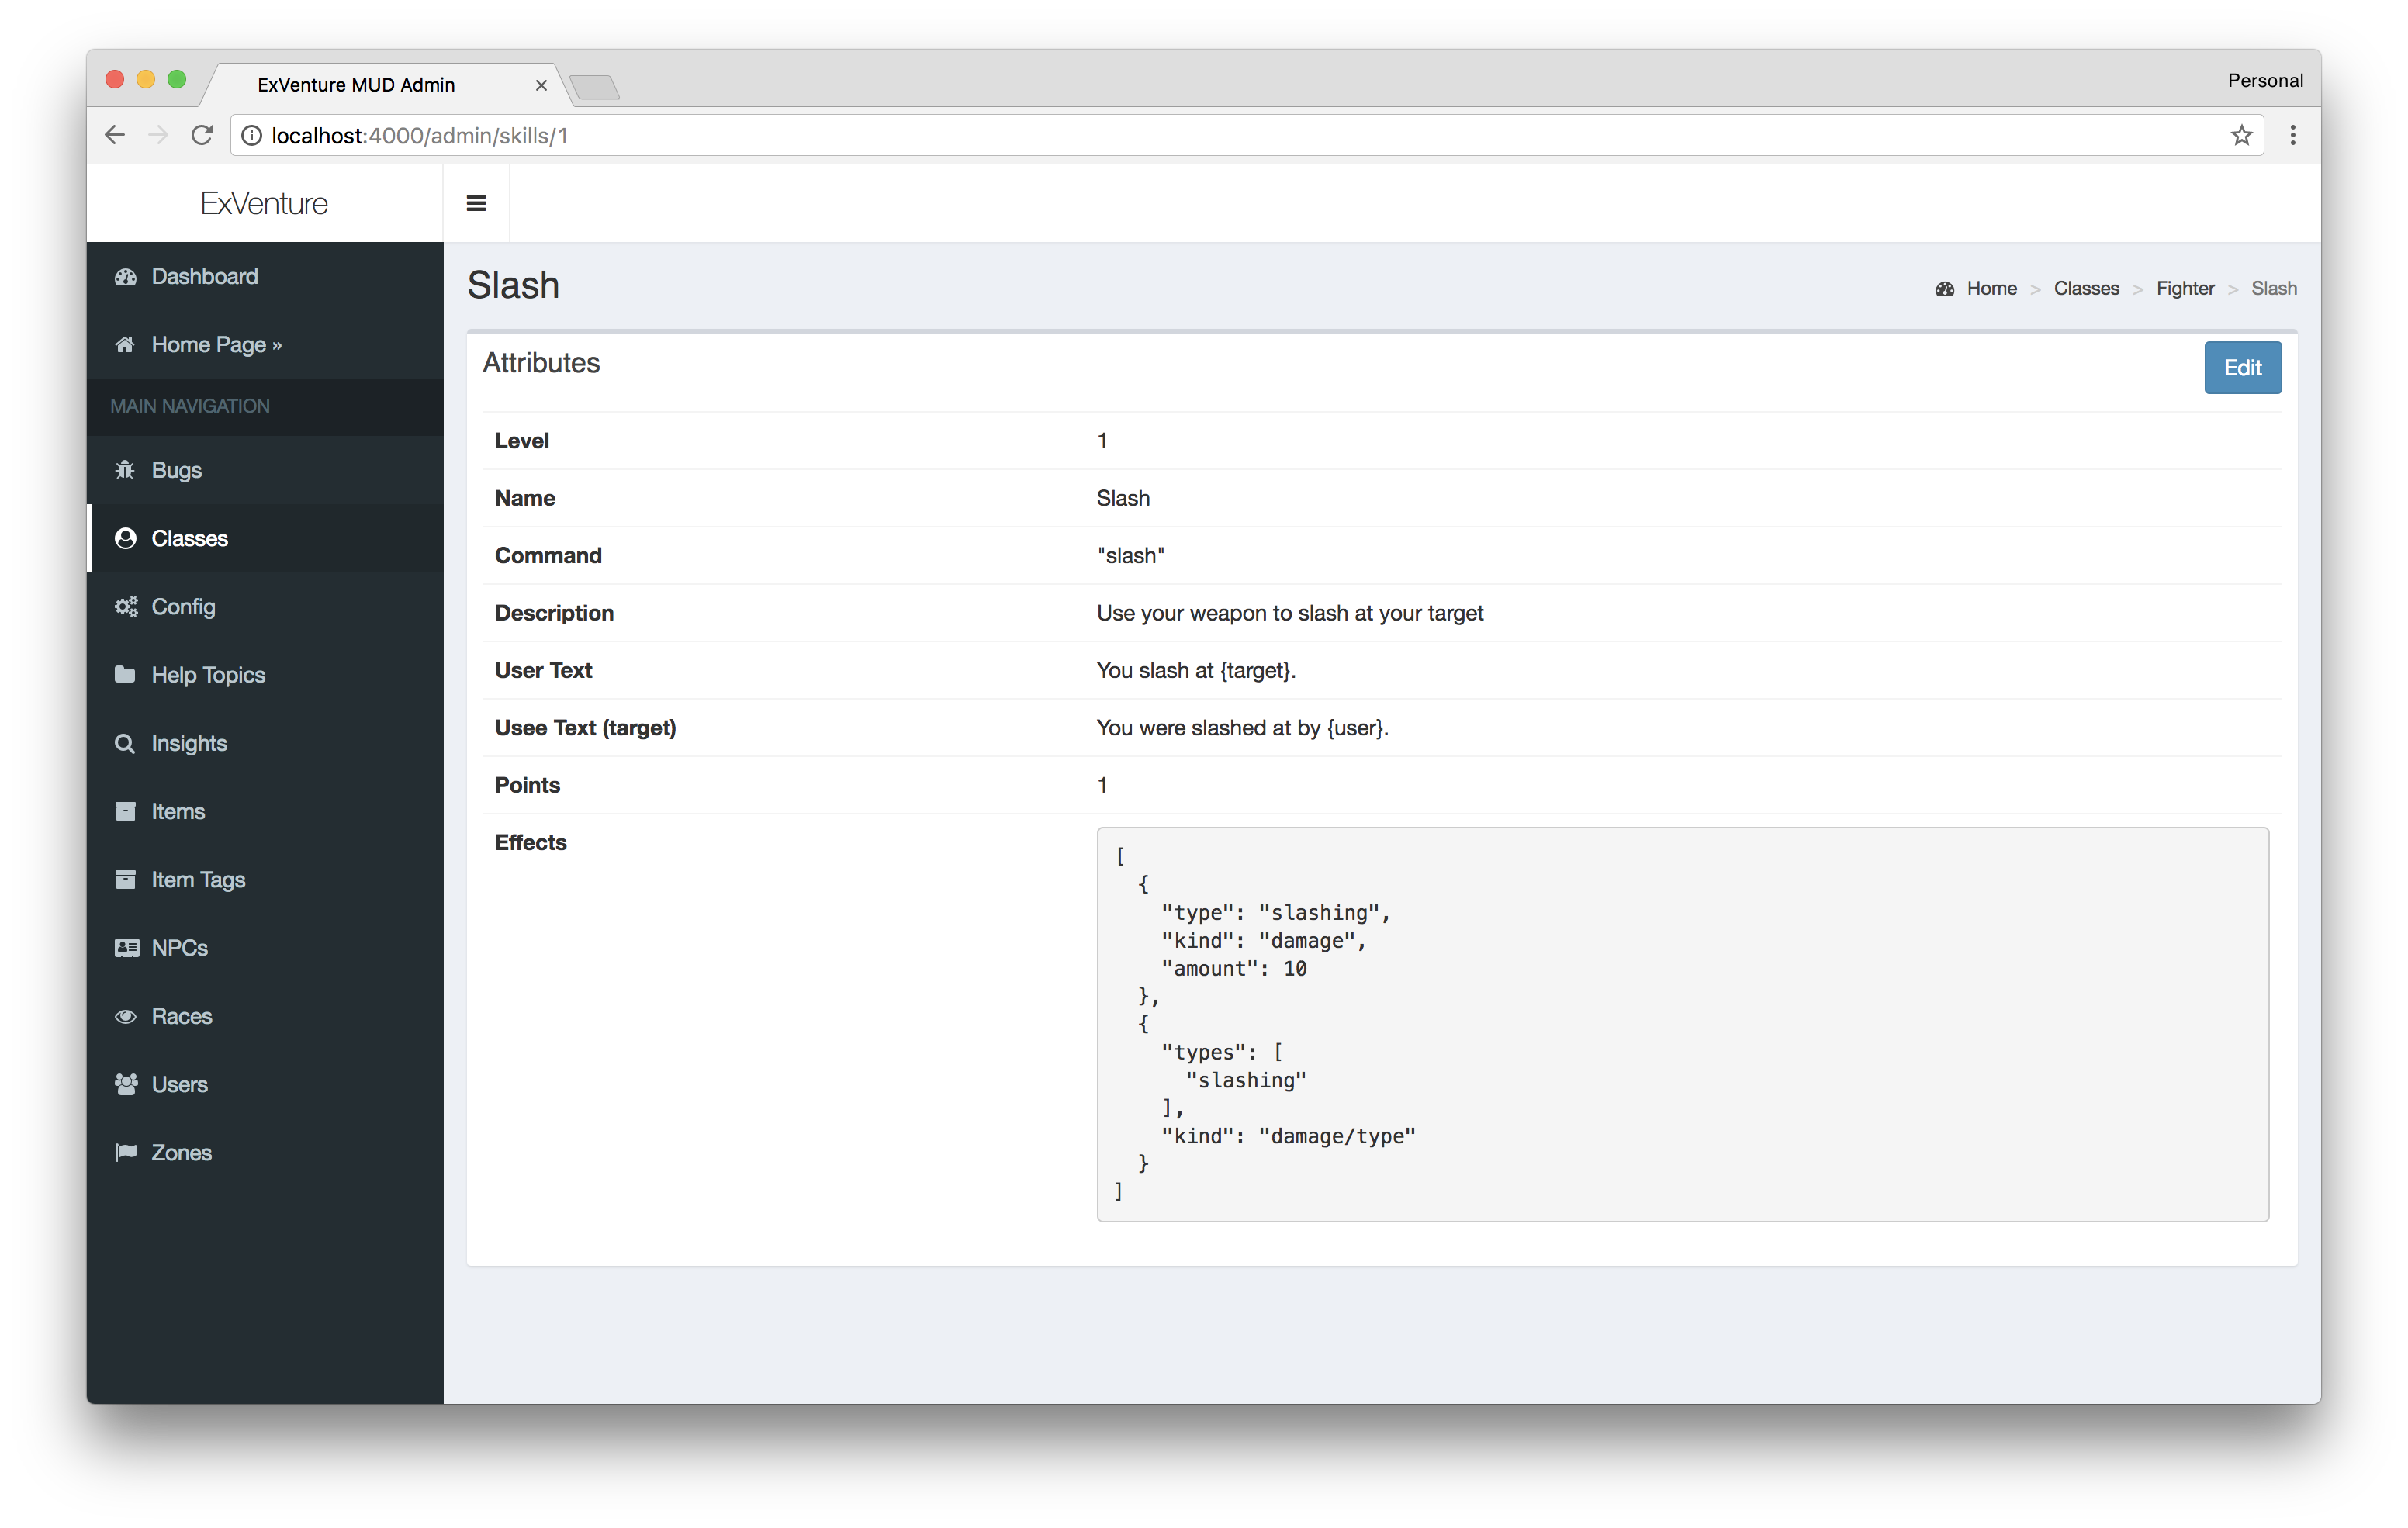 ExVenture MUD Admin
Personal
localhost:4000/admin/skills/1
ExVenture
Dashboard
Home Page »
MAIN NAVIGATION
Bugs
Classes
Config
Help Topics
Insights
Items
Item Tags
NPCs
Races
Users
Zones
Slash
Home > Classes > Fighter > Slash
Attributes
Edit
Level 1
Name Slash
Command "slash"
Description Use your weapon to slash at your target
User Text You slash at {target}.
Usee Text (target) You were slashed at by {user}.
Points 1
Effects
[
  {
    "type": "slashing",
    "kind": "damage",
    "amount": 10
  },
  {
    "types": [
      "slashing"
    ],
    "kind": "damage/type"
  }
]